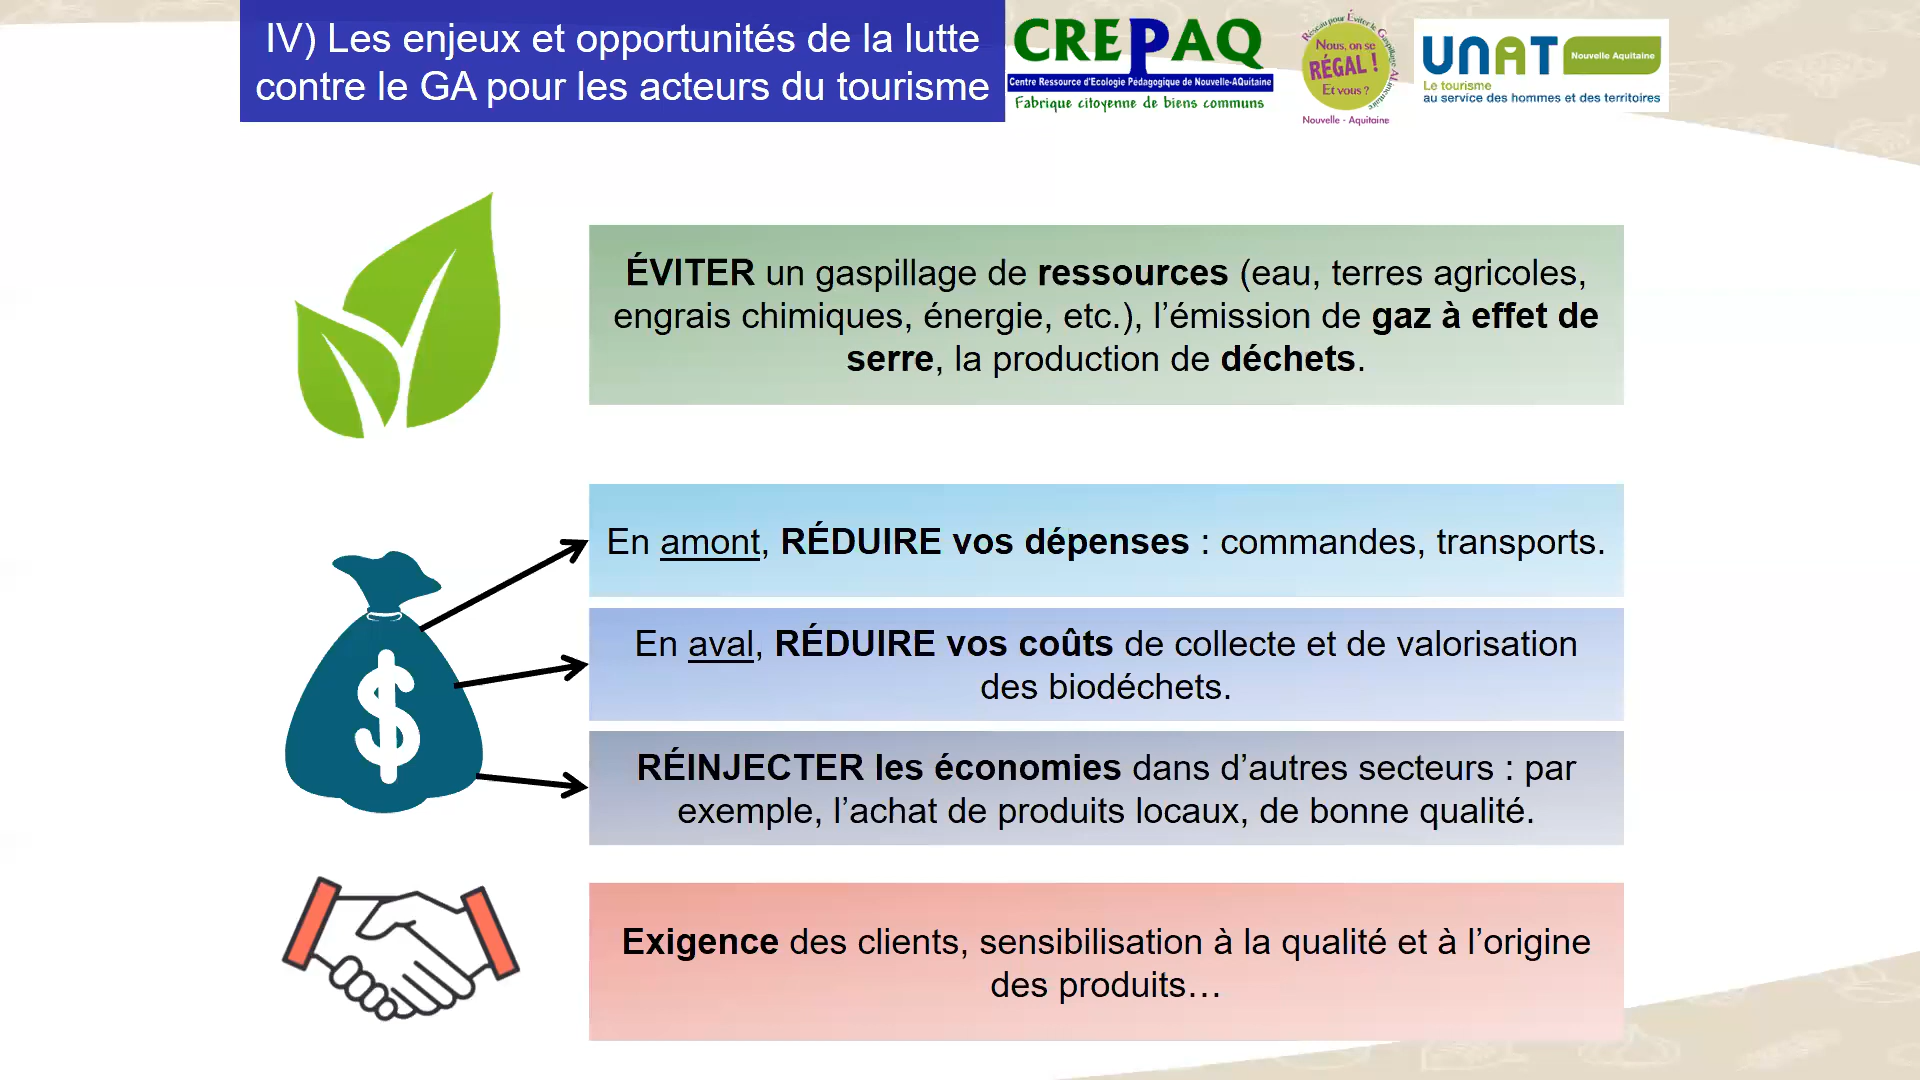 IV) Les enjeux et opportunités de la lutte
contre le GA pour les acteurs du tourisme
CREPAQ
Centre Ressource d'Ecologie Pédagogique de Nouvelle-AQuitaine
Fabrique citoyenne de biens communs
Réseau pour Éviter le Gaspillage ALimentaire
Nous, on se
RÉGAL !
Et vous ?
Nouvelle - Aquitaine
UNAT
Nouvelle Aquitaine
Le tourisme
au service des hommes et des territoires
ÉVITER un gaspillage de ressources (eau, terres agricoles,
engrais chimiques, énergie, etc.), l’émission de gaz à effet de
serre, la production de déchets.
En amont, RÉDUIRE vos dépenses : commandes, transports.
En aval, RÉDUIRE vos coûts de collecte et de valorisation
des biodéchets.
$
RÉINJECTER les économies dans d’autres secteurs : par
exemple, l’achat de produits locaux, de bonne qualité.
Exigence des clients, sensibilisation à la qualité et à l’origine
des produits…